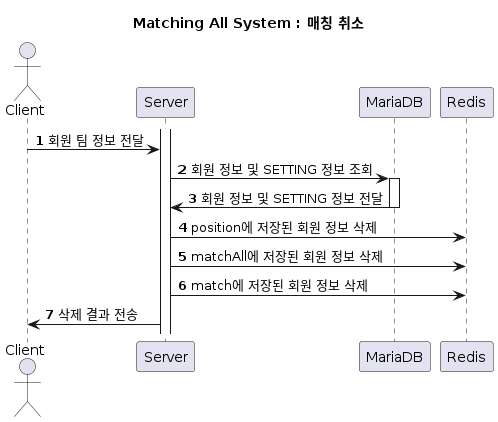 Matching All System : 매칭 취소
Client
Server
MariaDB
Redis
1 회원 팀 정보 전달
2 회원 정보 및 SETTING 정보 조회
3 회원 정보 및 SETTING 정보 전달
4 position에 저장된 회원 정보 삭제
5 matchAll에 저장된 회원 정보 삭제
6 match에 저장된 회원 정보 삭제
7 삭제 결과 전송
Client
Server
MariaDB
Redis